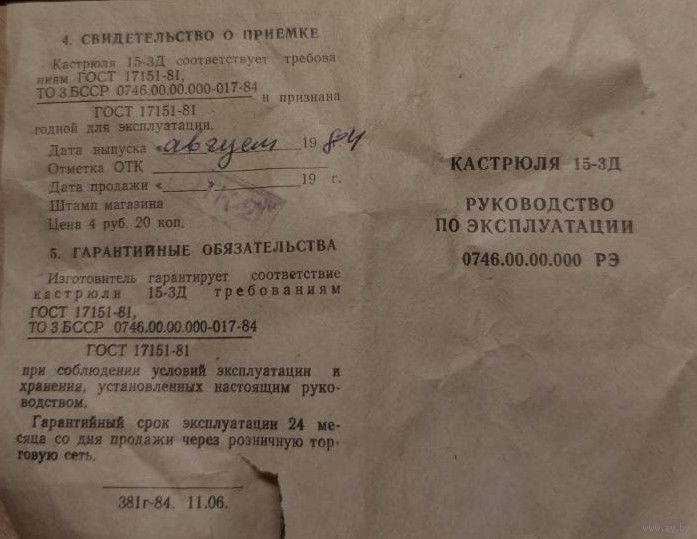 4. СВИДЕТЕЛЬСТВО О ПРИЕМКЕ
Кастрюля 15-3Д соответствует требова-
ниям ГОСТ 17151-81,
ТО 3 БССР 0746.00.00.000-017-84
и признана
ГОСТ 17151-81
годной для эксплуатации.
Дата выпуска «август 1984
Отметка ОТК
Дата продажи « » 19 г.
Штамп магазина
Цена 4 руб. 20 коп.
5. ГАРАНТИЙНЫЕ ОБЯЗАТЕЛЬСТВА
Изготовитель гарантирует соответствие
кастрюли 15-3Д требованиям
ГОСТ 17151-81,
ТО 3 БССР 0746.00.00.000-017-84
ГОСТ 17151-81
при соблюдении условий эксплуатации и
хранения, установленных настоящим руко-
водством.
Гарантийный срок эксплуатации 24 ме-
сяца со дня продажи через розничную тор-
говую сеть.
381г-84. 11.06.
КАСТРЮЛЯ 15-3Д
РУКОВОДСТВО
ПО ЭКСПЛУАТАЦИИ
0746.00.00.000 РЭ